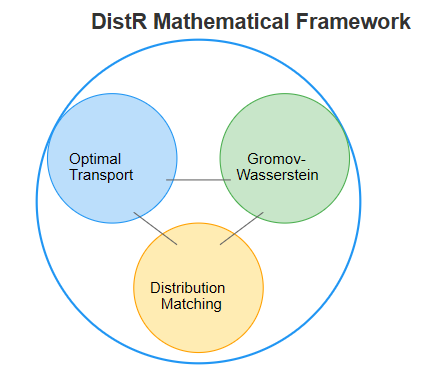 DistR Mathematical Framework
Optimal
Transport
Gromov-
Wasserstein
Distribution
Matching